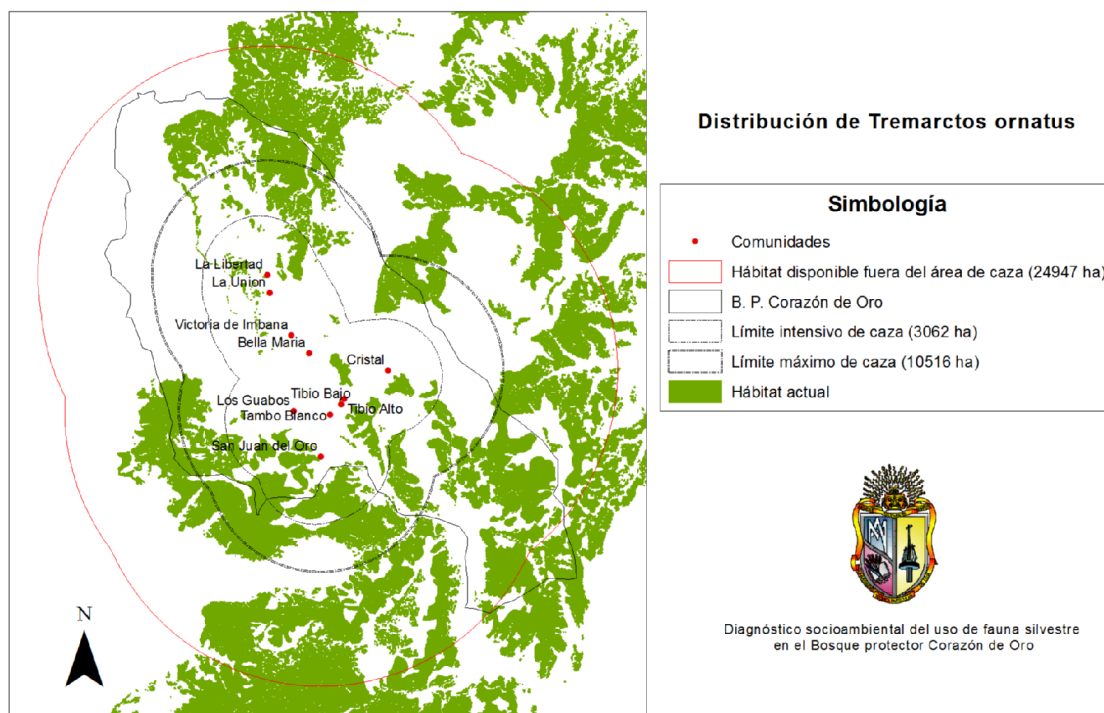 Distribución de Tremarctos ornatus
Simbología
Comunidades
Hábitat disponible fuera del área de caza (24947 ha)
B. P. Corazón de Oro
Límite intensivo de caza (3062 ha)
Límite máximo de caza (10516 ha)
Hábitat actual
La Libertad
La Union
Victoria de Imbana
Bella Maria
Cristal
Tibio Bajo
Los Guabos
Tibio Alto
Tambo Blanco
San Juan del Oro
N
Diagnóstico socioambiental del uso de fauna silvestre
en el Bosque protector Corazón de Oro